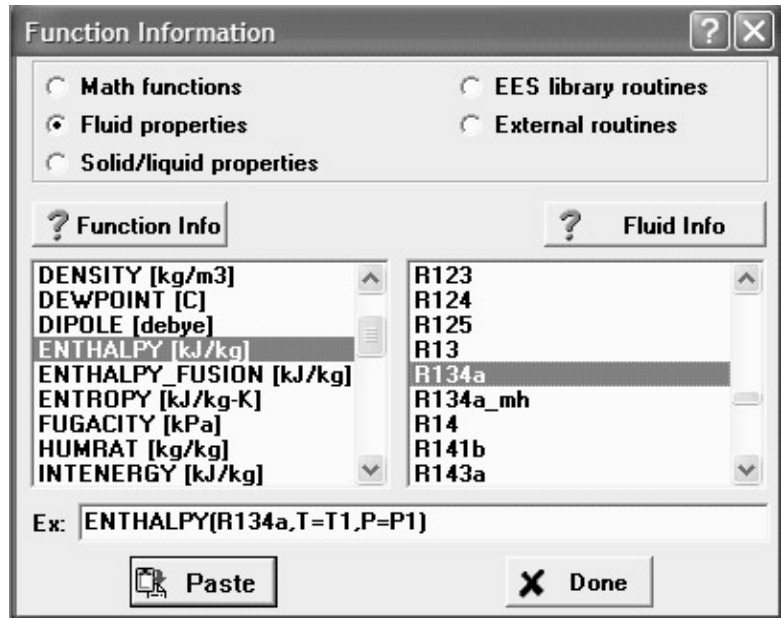 Function Information
Math functions
EES library routines
Fluid properties
External routines
Solid/liquid properties
? Function Info
? Fluid Info
DENSITY [kg/m3]
DEWPOINT [C]
DIPOLE [debye]
ENTHALPY [kJ/kg]
ENTHALPY_FUSION [kJ/kg]
ENTROPY [kJ/kg-K]
FUGACITY [kPa]
HUMRAT [kg/kg]
INTENERGY [kJ/kg]
R123
R124
R125
R13
R134a
R134a_mh
R14
R141b
R143a
Ex: ENTHALPY(R134a,T=T1,P=P1)
Paste
Done